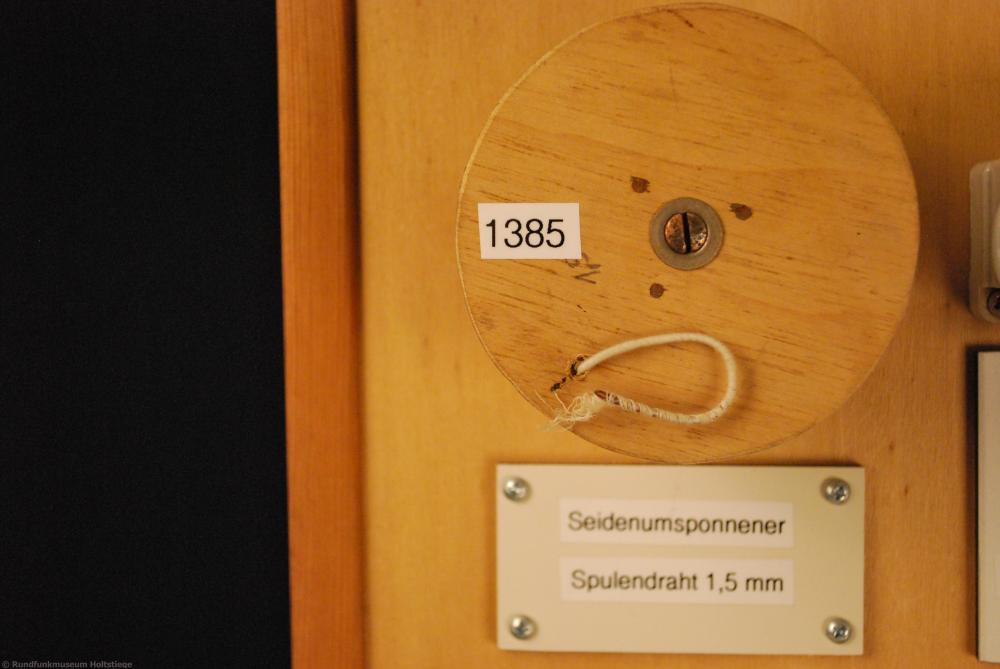 1385
Seidenumsponnener
Spulendraht 1,5 mm
© Rundfunkmuseum Holtstiege